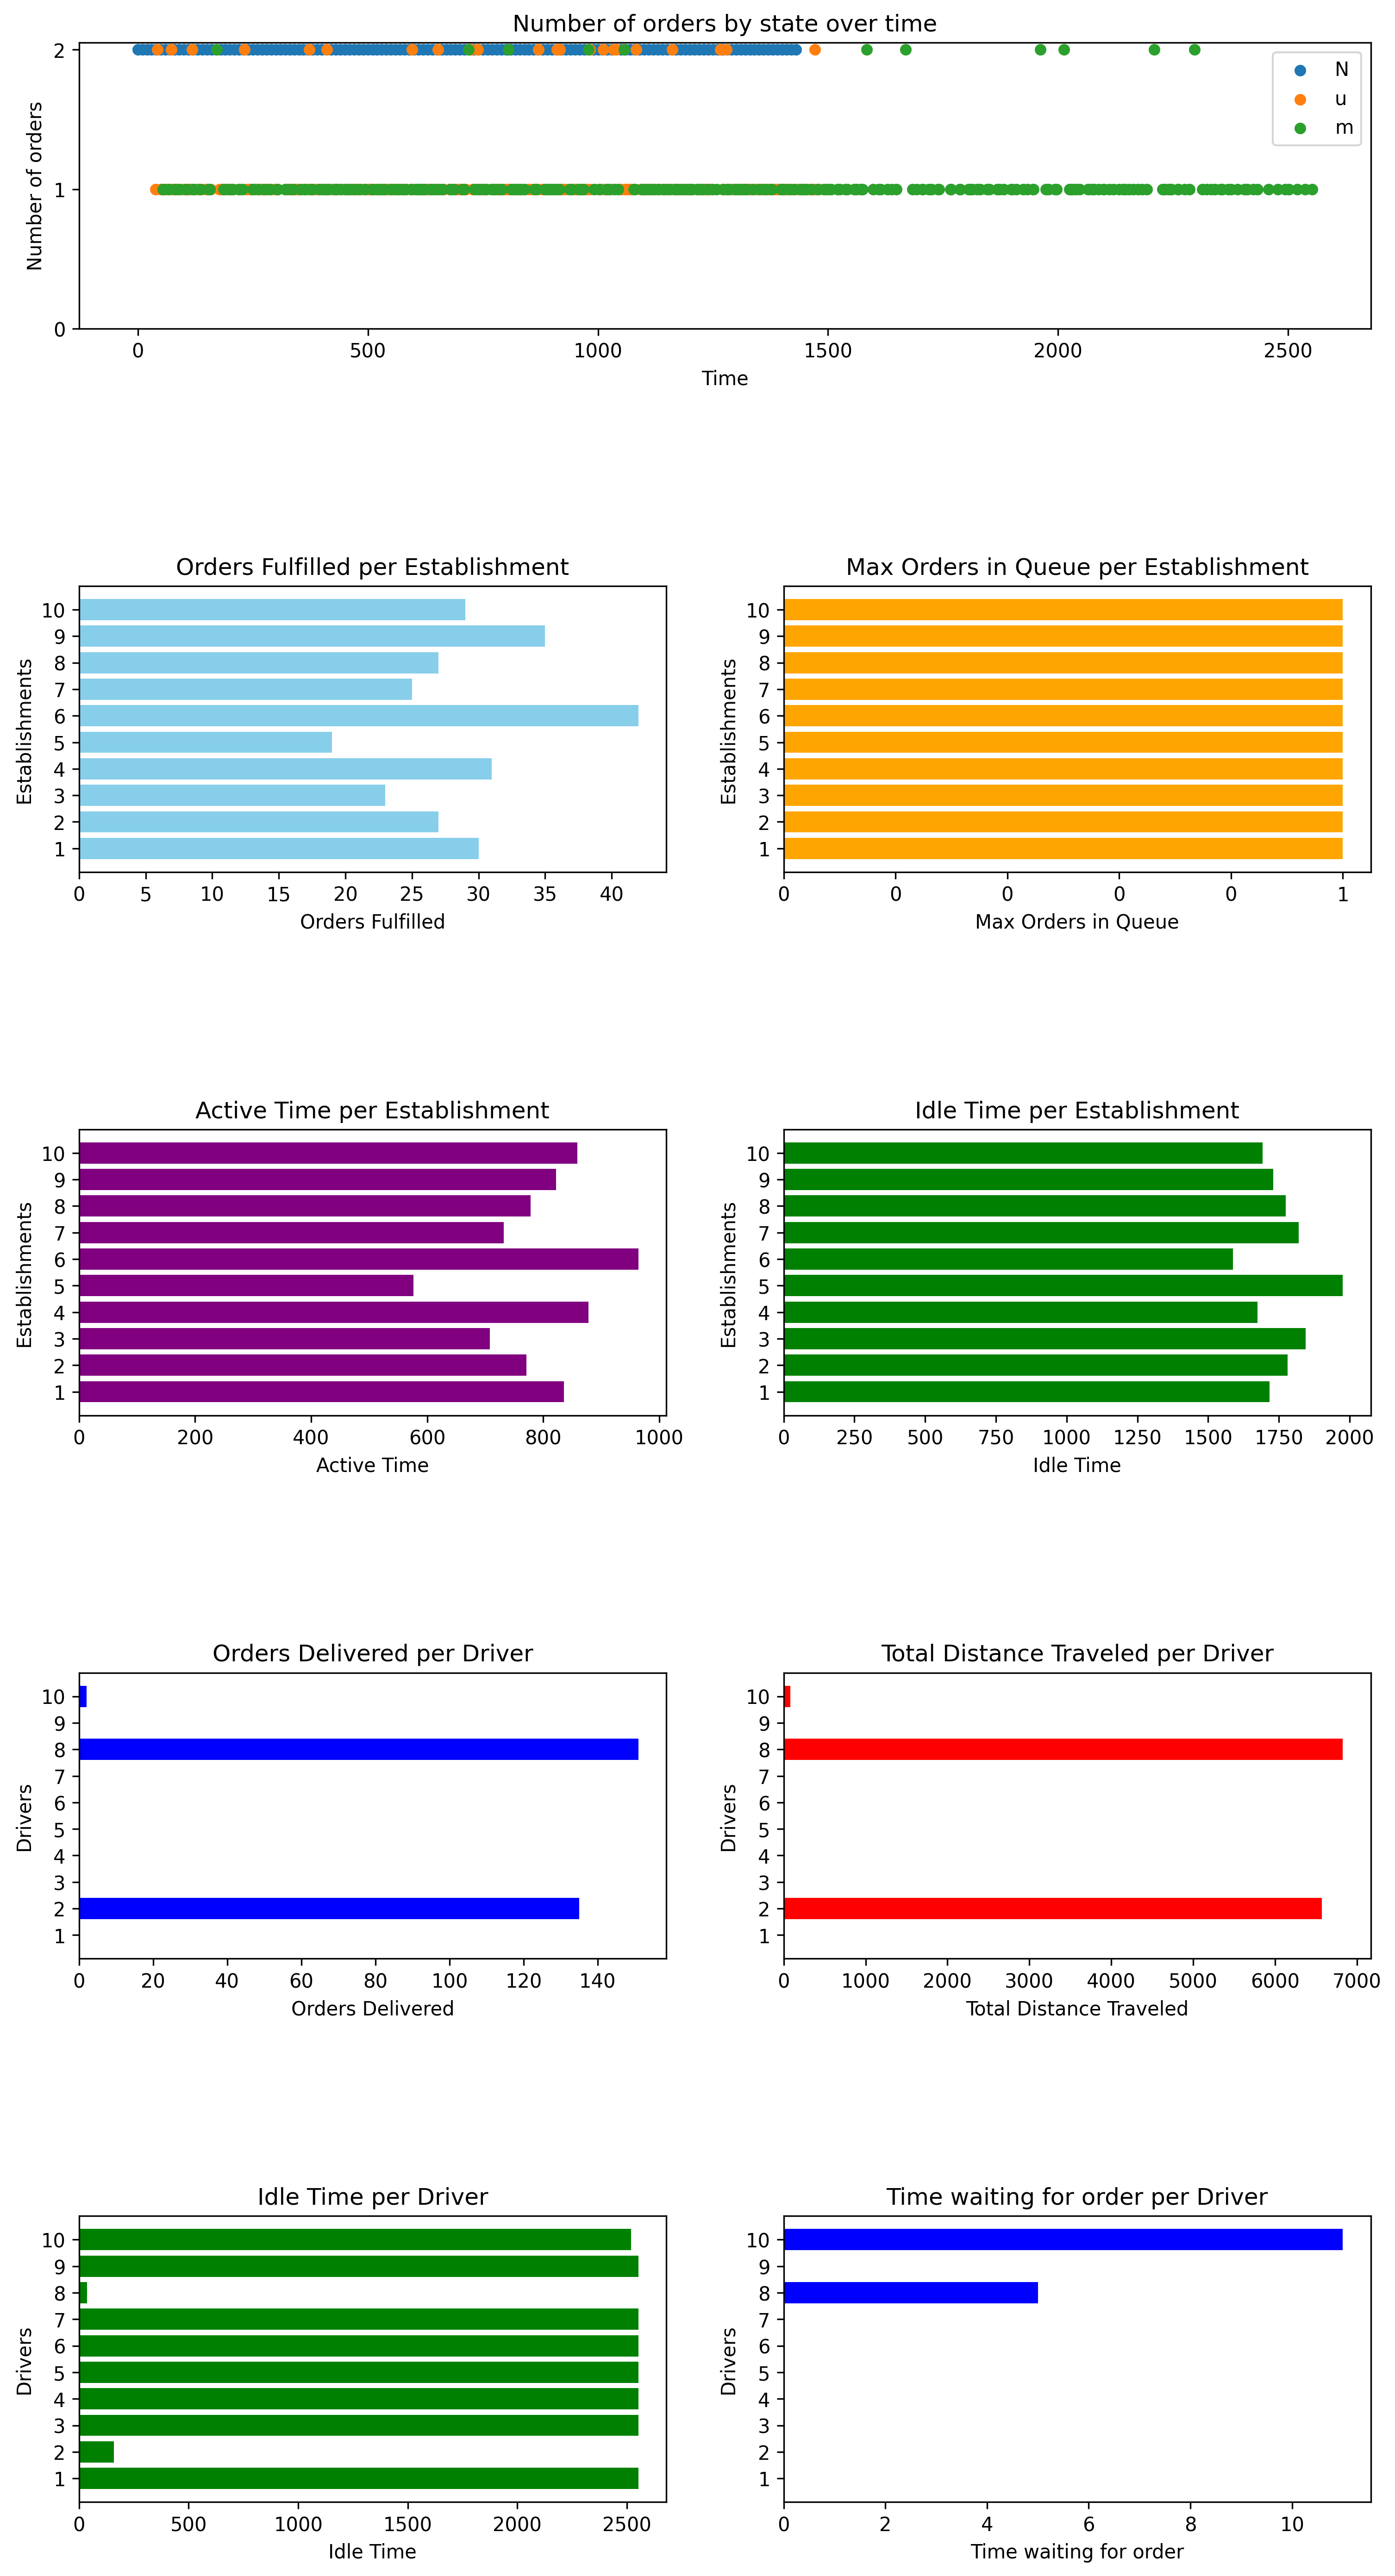 Number of orders by state over time
Number of orders
2
1
0
N
u
m
0 500 1000 1500 2000 2500
Time
Orders Fulfilled per Establishment
Establishments
10
9
8
7
6
5
4
3
2
1
0 5 10 15 20 25 30 35 40
Orders Fulfilled
Max Orders in Queue per Establishment
Establishments
10
9
8
7
6
5
4
3
2
1
0 0 0 0 0 1
Max Orders in Queue
Active Time per Establishment
Establishments
10
9
8
7
6
5
4
3
2
1
0 200 400 600 800 1000
Active Time
Idle Time per Establishment
Establishments
10
9
8
7
6
5
4
3
2
1
0 250 500 750 1000 1250 1500 1750 2000
Idle Time
Orders Delivered per Driver
Drivers
10
9
8
7
6
5
4
3
2
1
0 20 40 60 80 100 120 140
Orders Delivered
Total Distance Traveled per Driver
Drivers
10
9
8
7
6
5
4
3
2
1
0 1000 2000 3000 4000 5000 6000 7000
Total Distance Traveled
Idle Time per Driver
Drivers
10
9
8
7
6
5
4
3
2
1
0 500 1000 1500 2000 2500
Idle Time
Time waiting for order per Driver
Drivers
10
9
8
7
6
5
4
3
2
1
0 2 4 6 8 10
Time waiting for order